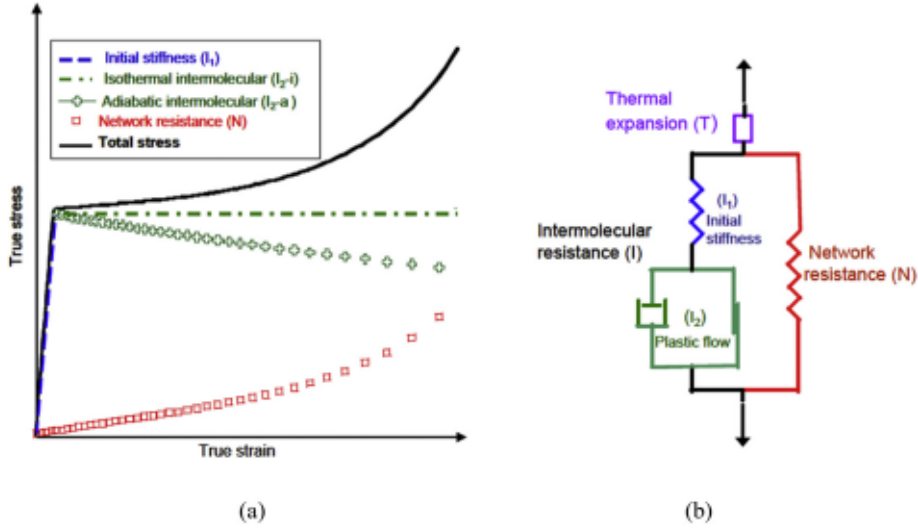 Initial stiffness (I₁)
Isothermal intermolecular (I₂-i)
Adiabatic intermolecular (I₂-a )
Network resistance (N)
Total stress
True stress
True strain
(a)
Thermal
expansion (T)
(I₁)
Initial
stiffness
Intermolecular
resistance (I)
Network
resistance (N)
(I₂)
Plastic flow
(b)